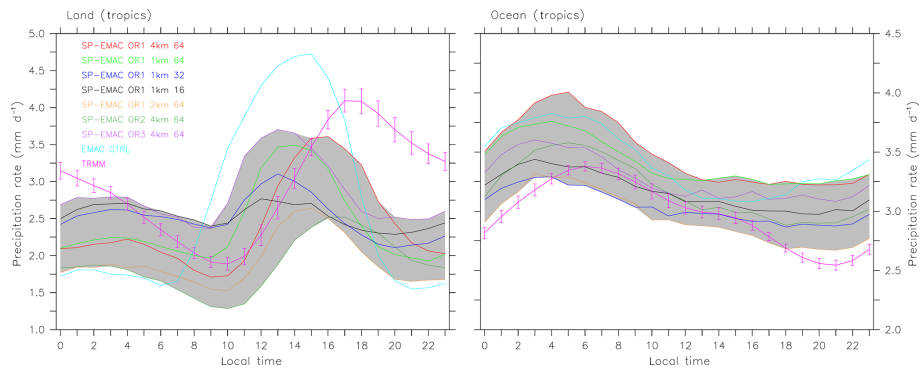 Land (tropics)
Precipitation rate (mm d⁻¹)
5.0
4.5
4.0
3.5
3.0
2.5
2.0
1.5
1.0
SP-EMAC OR1 4km 64
SP-EMAC OR1 1km 64
SP-EMAC OR1 1km 32
SP-EMAC OR1 1km 16
SP-EMAC OR1 2km 64
SP-EMAC OR2 4km 64
SP-EMAC OR3 4km 64
EMAC CTRL
TRMM
0 2 4 6 8 10 12 14 16 18 20 22
Local time
Ocean (tropics)
4.5
4.0
3.5
3.0
2.5
2.0
Precipitation rate (mm d⁻¹)
0 2 4 6 8 10 12 14 16 18 20 22
Local time